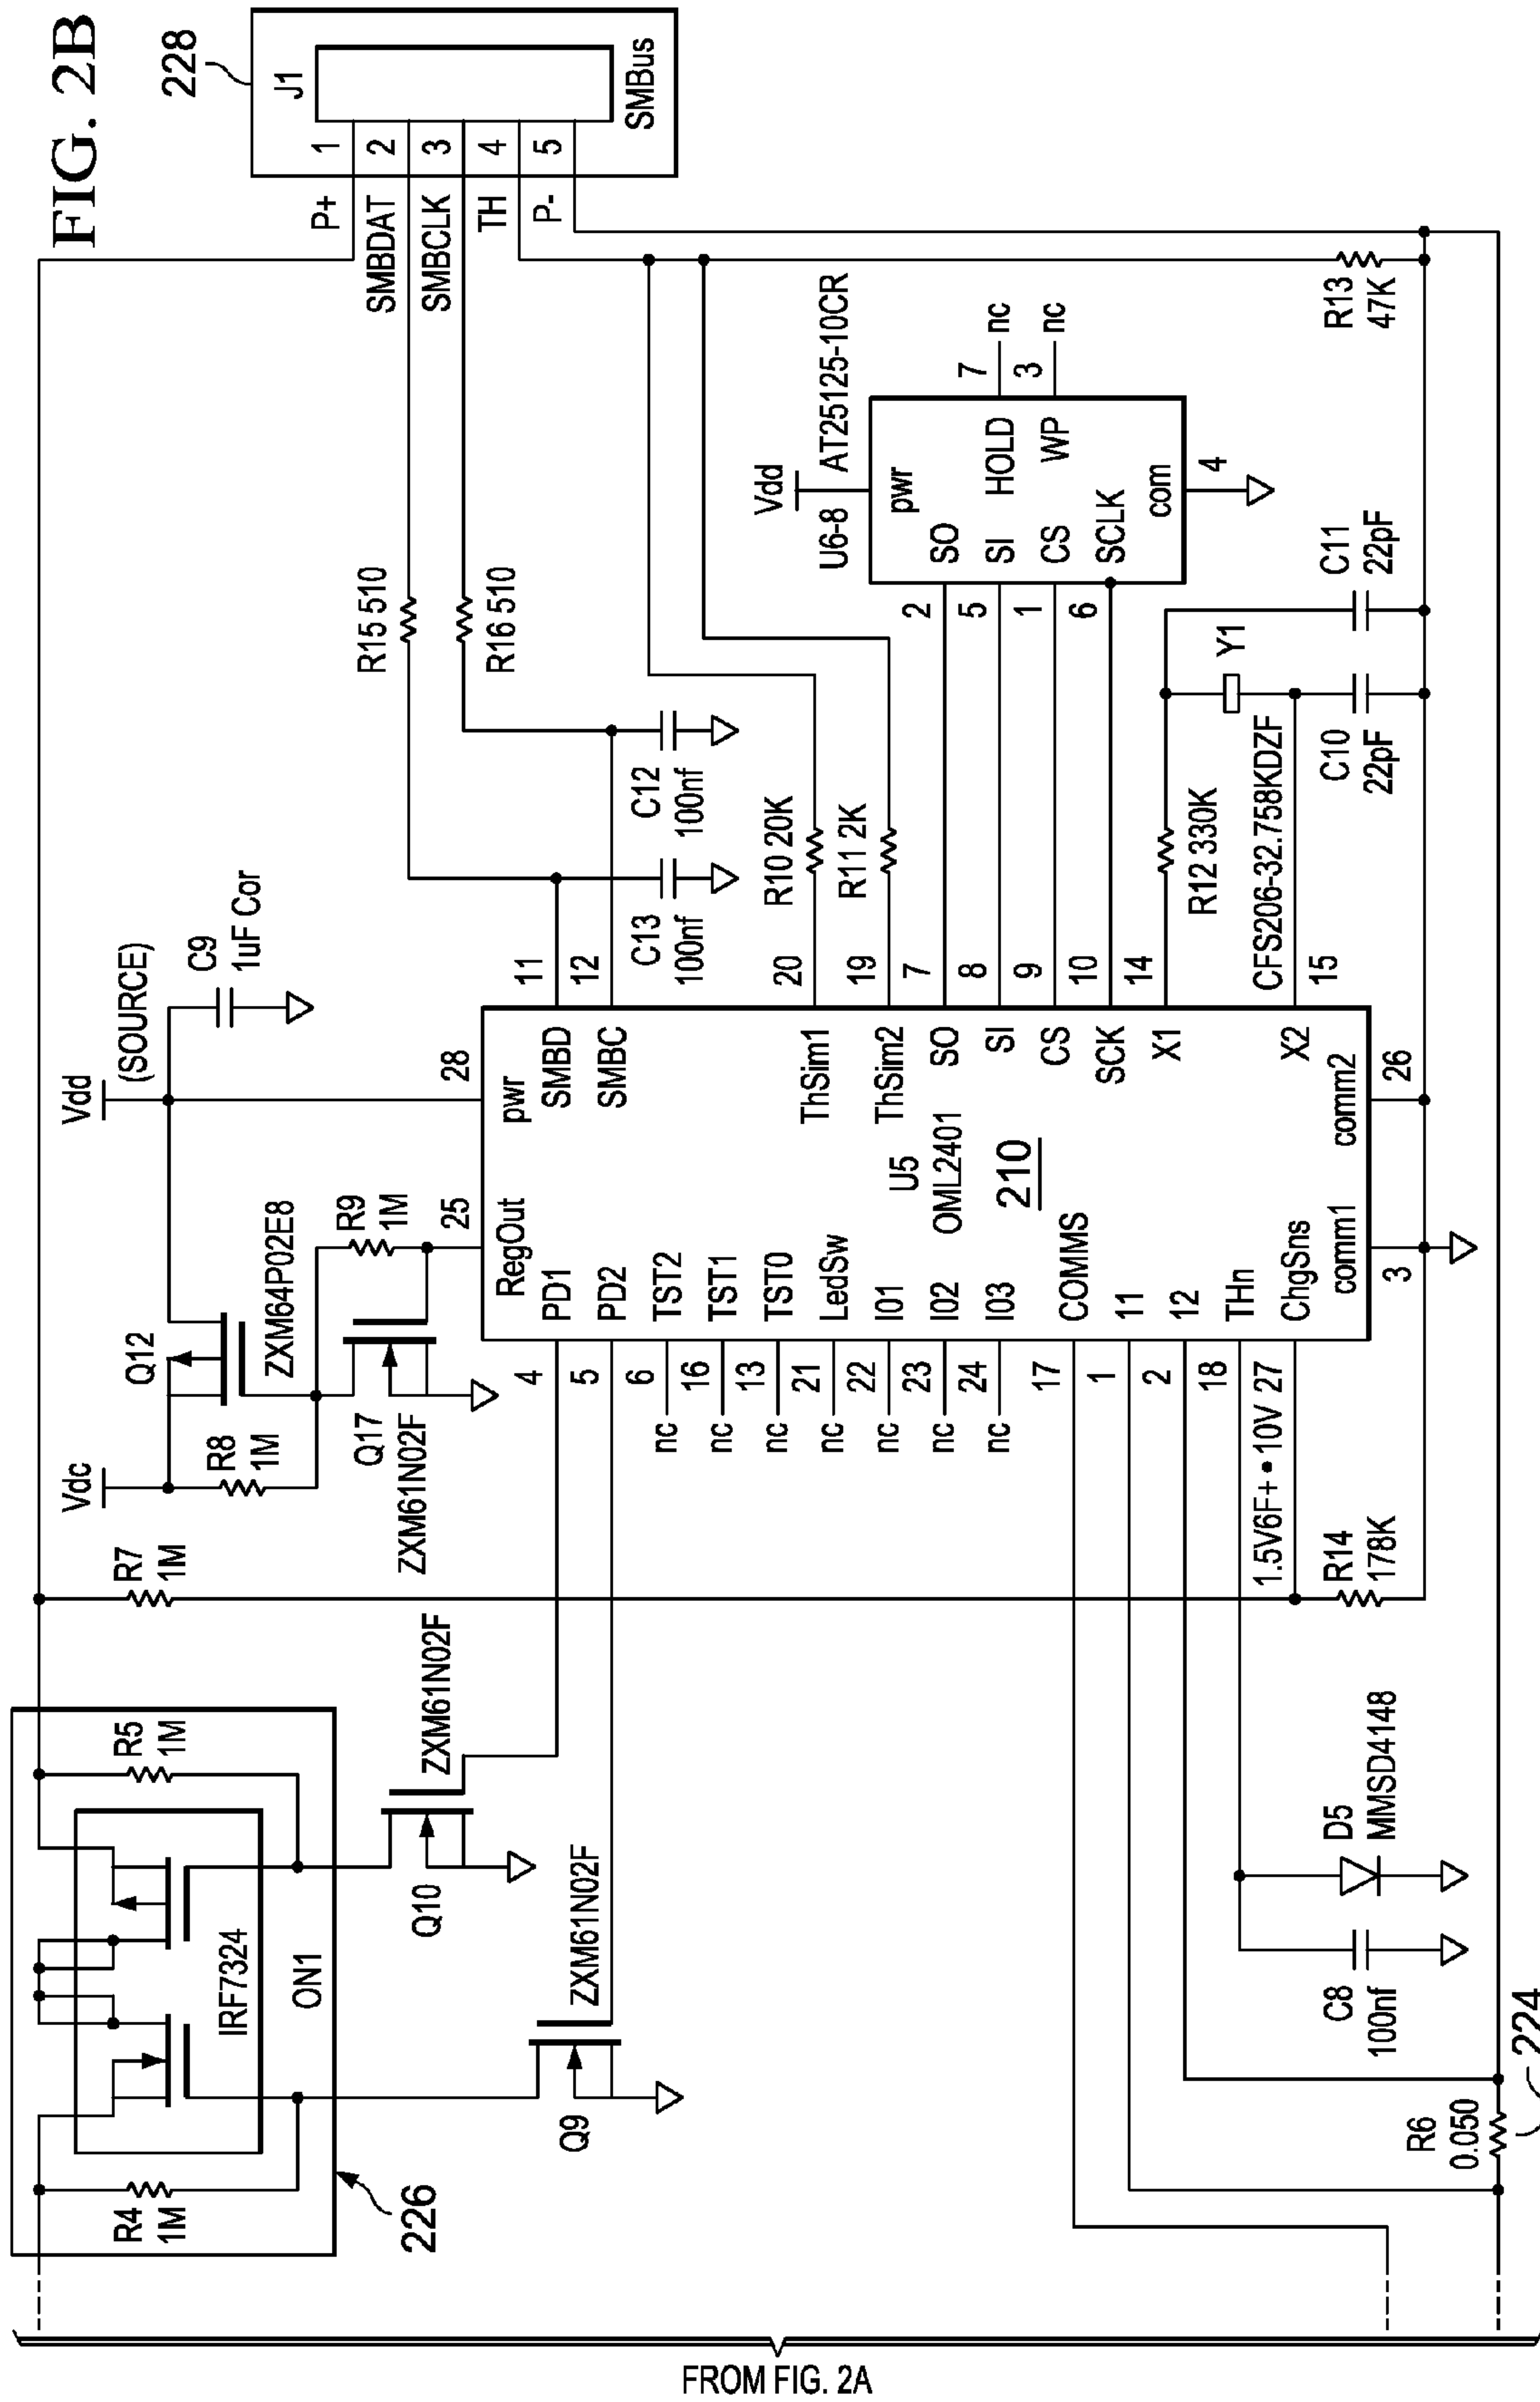 FIG. 2B
226
R4
1M
IRF7324
ON1
R5
1M
Q9
ZXM61N02F
Q10
ZXM61N02F
R7
1M
Vdc
R8
1M
Q12
ZXM64P02E8
Q17
ZXM61N02F
R9
1M
Vdd
(SOURCE)
C9
1uF Cor
R15 510
R16 510
C13
100nf
C12
100nf
P+
SMBDAT
SMBCLK
TH
P-
1
2
3
4
5
J1
SMBus
228
25
28
RegOut
pwr
4
PD1
5
PD2
6
TST2
nc
16
TST1
nc
13
TST0
nc
21
LedSw
nc
22
IO1
nc
23
IO2
nc
24
IO3
nc
17
COMMS
1
11
2
12
18
THn
27
ChgSns
1.5V6F+•10V
3
comm1
comm2
26
U5
OML2401
210
SMBD
11
SMBC
12
ThSim1
20
ThSim2
19
SO
7
SI
8
CS
9
SCK
10
X1
14
X2
15
R10 20K
R11 2K
R12 330K
CFS206-32.758KDZF
Y1
C10
22pF
C11
22pF
Vdd
U6-8
AT25125-10CR
pwr
2
SO
5
SI
1
CS
6
SCLK
HOLD
7
nc
WP
3
nc
com
4
R13
47K
R14
178K
D5
MMSD4148
C8
100nf
R6
0.050
224
FROM FIG. 2A